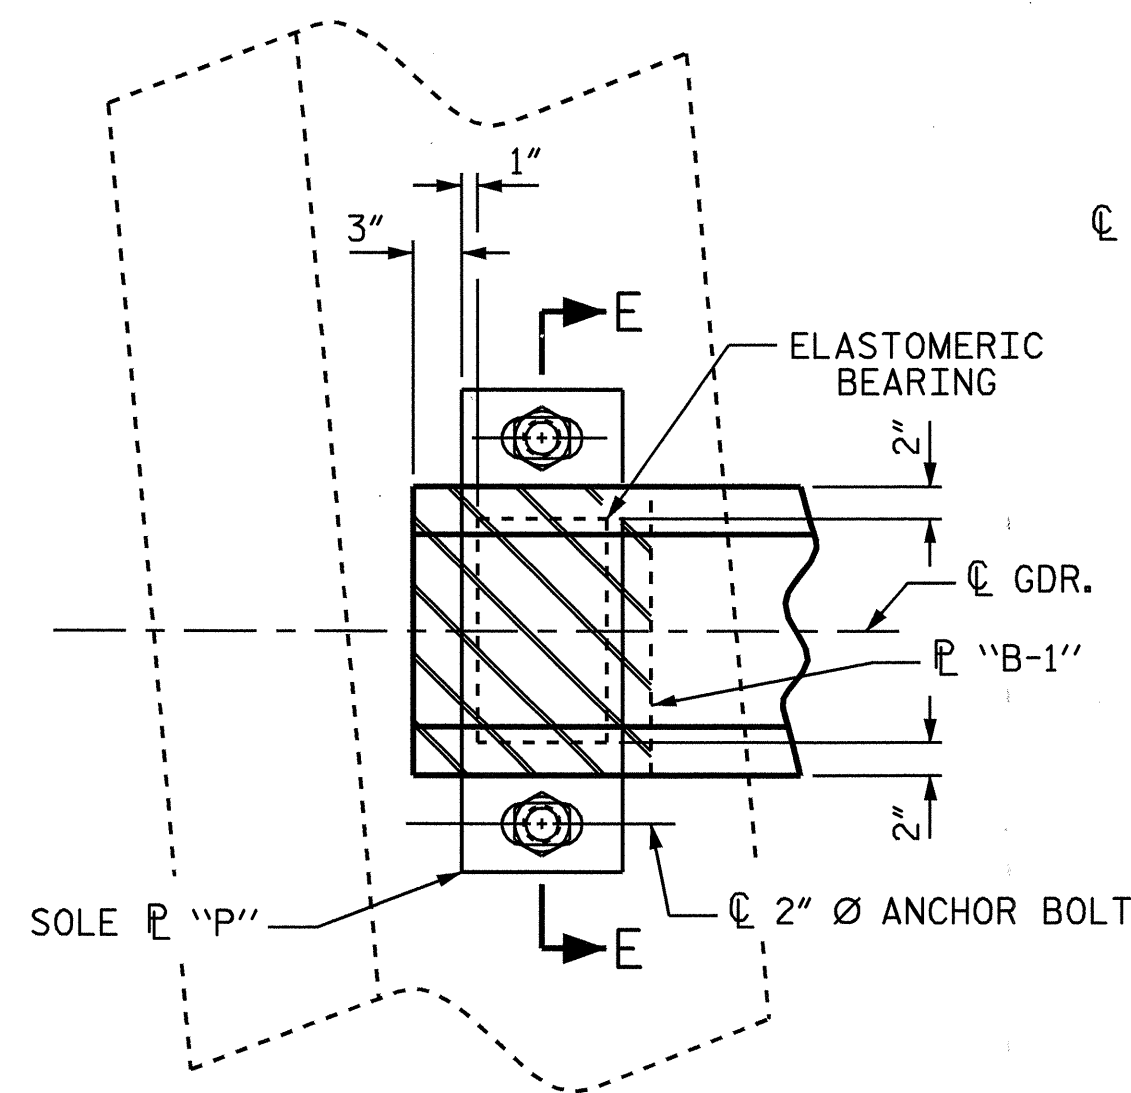 1"
3"
℄
E
ELASTOMERIC
BEARING
2"
℄ GDR.
℗L "B-1"
2"
SOLE ℗L "P"
℄ 2" Ø ANCHOR BOLT
E